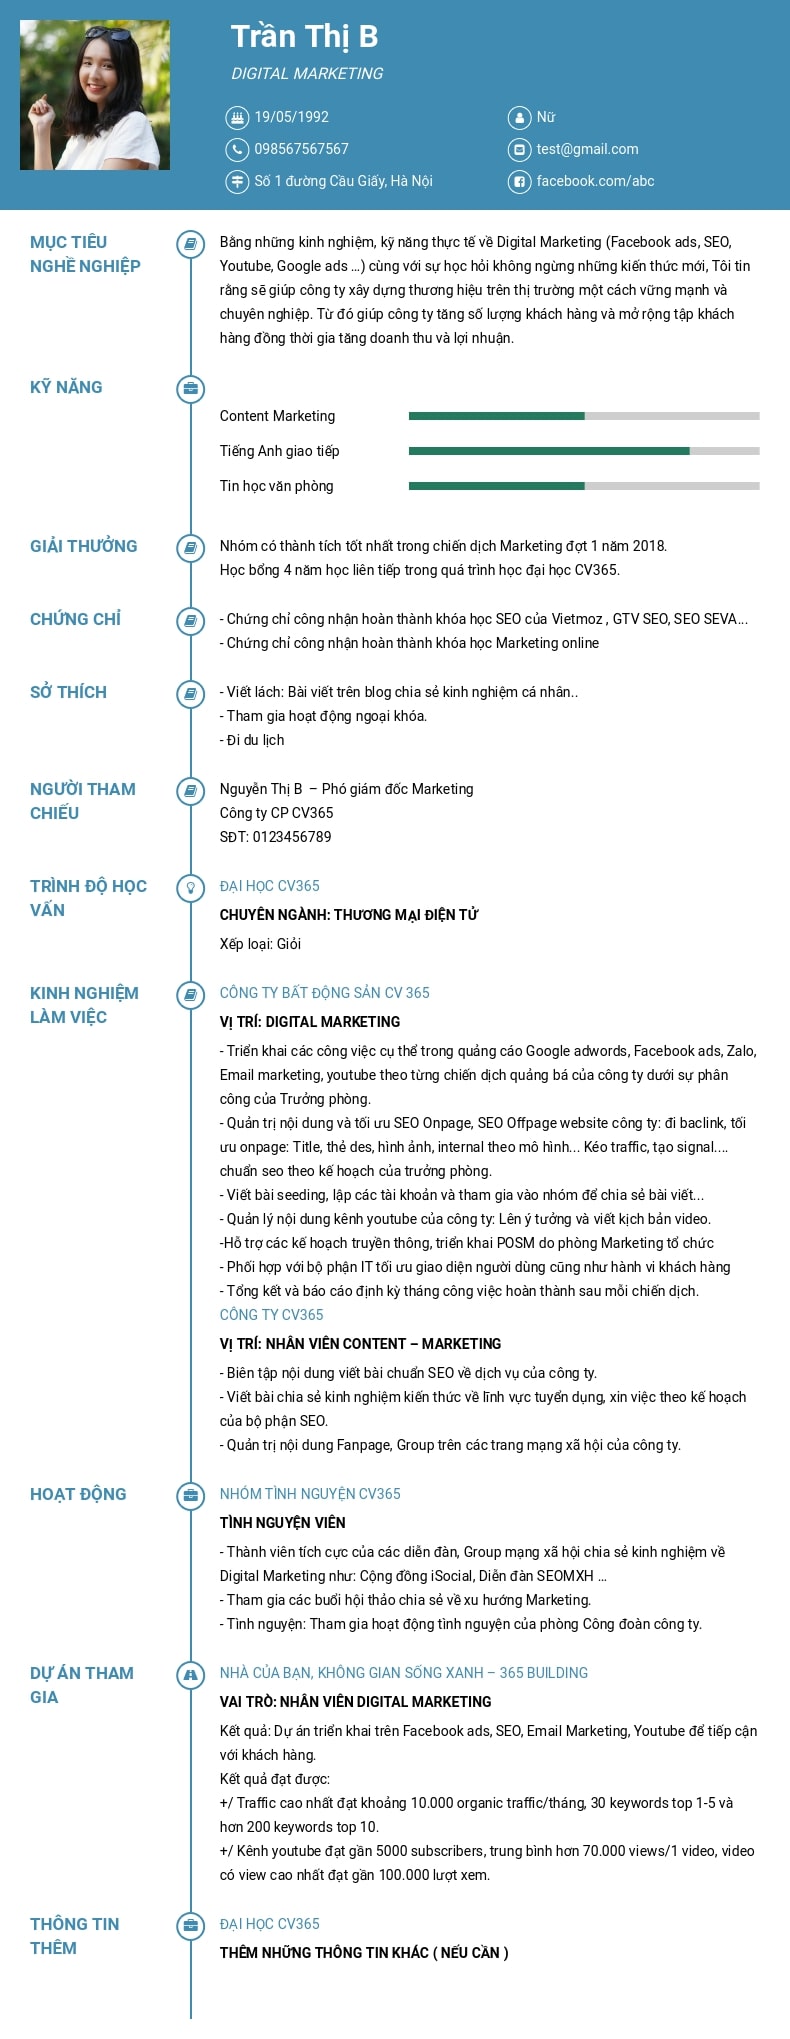 Trần Thị B
DIGITAL MARKETING
19/05/1992
Nữ
098567567567
test@gmail.com
Số 1 đường Cầu Giấy, Hà Nội
facebook.com/abc
MỤC TIÊU
NGHỀ NGHIỆP
Bằng những kinh nghiệm, kỹ năng thực tế về Digital Marketing (Facebook ads, SEO,
Youtube, Google ads ...) cùng với sự học hỏi không ngừng những kiến thức mới, Tôi tin
rằng sẽ giúp công ty xây dựng thương hiệu trên thị trường một cách vững mạnh và
chuyên nghiệp. Từ đó giúp công ty tăng số lượng khách hàng và mở rộng tập khách
hàng đồng thời gia tăng doanh thu và lợi nhuận.
KỸ NĂNG
Content Marketing
Tiếng Anh giao tiếp
Tin học văn phòng
GIẢI THƯỞNG
Nhóm có thành tích tốt nhất trong chiến dịch Marketing đợt 1 năm 2018.
Học bổng 4 năm học liên tiếp trong quá trình học đại học CV365.
CHỨNG CHỈ
- Chứng chỉ công nhận hoàn thành khóa học SEO của Vietmoz , GTV SEO, SEO SEVA...
- Chứng chỉ công nhận hoàn thành khóa học Marketing online
SỞ THÍCH
- Viết lách: Bài viết trên blog chia sẻ kinh nghiệm cá nhân..
- Tham gia hoạt động ngoại khóa.
- Đi du lịch
NGƯỜI THAM
CHIẾU
Nguyễn Thị B – Phó giám đốc Marketing
Công ty CP CV365
SĐT: 0123456789
TRÌNH ĐỘ HỌC
VẤN
ĐẠI HỌC CV365
CHUYÊN NGÀNH: THƯƠNG MẠI ĐIỆN TỬ
Xếp loại: Giỏi
KINH NGHIỆM
LÀM VIỆC
CÔNG TY BẤT ĐỘNG SẢN CV 365
VỊ TRÍ: DIGITAL MARKETING
- Triển khai các công việc cụ thể trong quảng cáo Google adwords, Facebook ads, Zalo,
Email marketing, youtube theo từng chiến dịch quảng bá của công ty dưới sự phân
công của Trưởng phòng.
- Quản trị nội dung và tối ưu SEO Onpage, SEO Offpage website công ty: đi baclink, tối
ưu onpage: Title, thẻ des, hình ảnh, internal theo mô hình... Kéo traffic, tạo signal....
chuẩn seo theo kế hoạch của trưởng phòng.
- Viết bài seeding, lập các tài khoản và tham gia vào nhóm để chia sẻ bài viết...
- Quản lý nội dung kênh youtube của công ty: Lên ý tưởng và viết kịch bản video.
-Hỗ trợ các kế hoạch truyền thông, triển khai POSM do phòng Marketing tổ chức
- Phối hợp với bộ phận IT tối ưu giao diện người dùng cũng như hành vi khách hàng
- Tổng kết và báo cáo định kỳ tháng công việc hoàn thành sau mỗi chiến dịch.
CÔNG TY CV365
VỊ TRÍ: NHÂN VIÊN CONTENT – MARKETING
- Biên tập nội dung viết bài chuẩn SEO về dịch vụ của công ty.
- Viết bài chia sẻ kinh nghiệm kiến thức về lĩnh vực tuyển dụng, xin việc theo kế hoạch
của bộ phận SEO.
- Quản trị nội dung Fanpage, Group trên các trang mạng xã hội của công ty.
HOẠT ĐỘNG
NHÓM TÌNH NGUYỆN CV365
TÌNH NGUYỆN VIÊN
- Thành viên tích cực của các diễn đàn, Group mạng xã hội chia sẻ kinh nghiệm về
Digital Marketing như: Cộng đồng iSocial, Diễn đàn SEOMXH ...
- Tham gia các buổi hội thảo chia sẻ về xu hướng Marketing.
- Tình nguyện: Tham gia hoạt động tình nguyện của phòng Công đoàn công ty.
DỰ ÁN THAM
GIA
NHÀ CỦA BẠN, KHÔNG GIAN SỐNG XANH – 365 BUILDING
VAI TRÒ: NHÂN VIÊN DIGITAL MARKETING
Kết quả: Dự án triển khai trên Facebook ads, SEO, Email Marketing, Youtube để tiếp cận
với khách hàng.
Kết quả đạt được:
+/ Traffic cao nhất đạt khoảng 10.000 organic traffic/tháng, 30 keywords top 1-5 và
hơn 200 keywords top 10.
+/ Kênh youtube đạt gần 5000 subscribers, trung bình hơn 70.000 views/1 video, video
có view cao nhất đạt gần 100.000 lượt xem.
THÔNG TIN
THÊM
ĐẠI HỌC CV365
THÊM NHỮNG THÔNG TIN KHÁC ( NẾU CẦN )